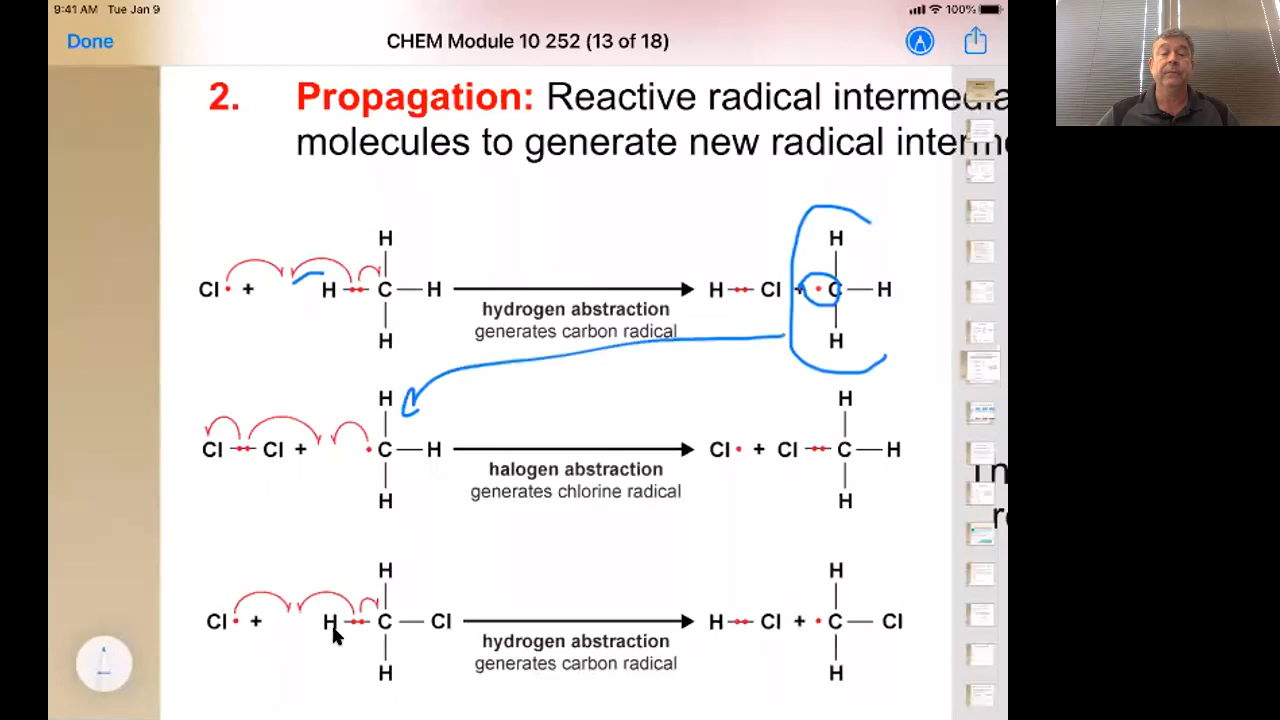 9:41 AM Tue Jan 9
100%
Done
CHEM Module 10 252 (13 of 18)
2. Propagation: Reactive radical
molecules to generate new radical
H
Cl • + H C H
H
hydrogen abstraction
generates carbon radical
H Cl + • C H
H
H
H
Cl Cl + • C H
H
halogen abstraction
generates chlorine radical
H
Cl • + Cl C H
H
H
Cl • + H C Cl
H
hydrogen abstraction
generates carbon radical
H
H Cl + • C Cl
H